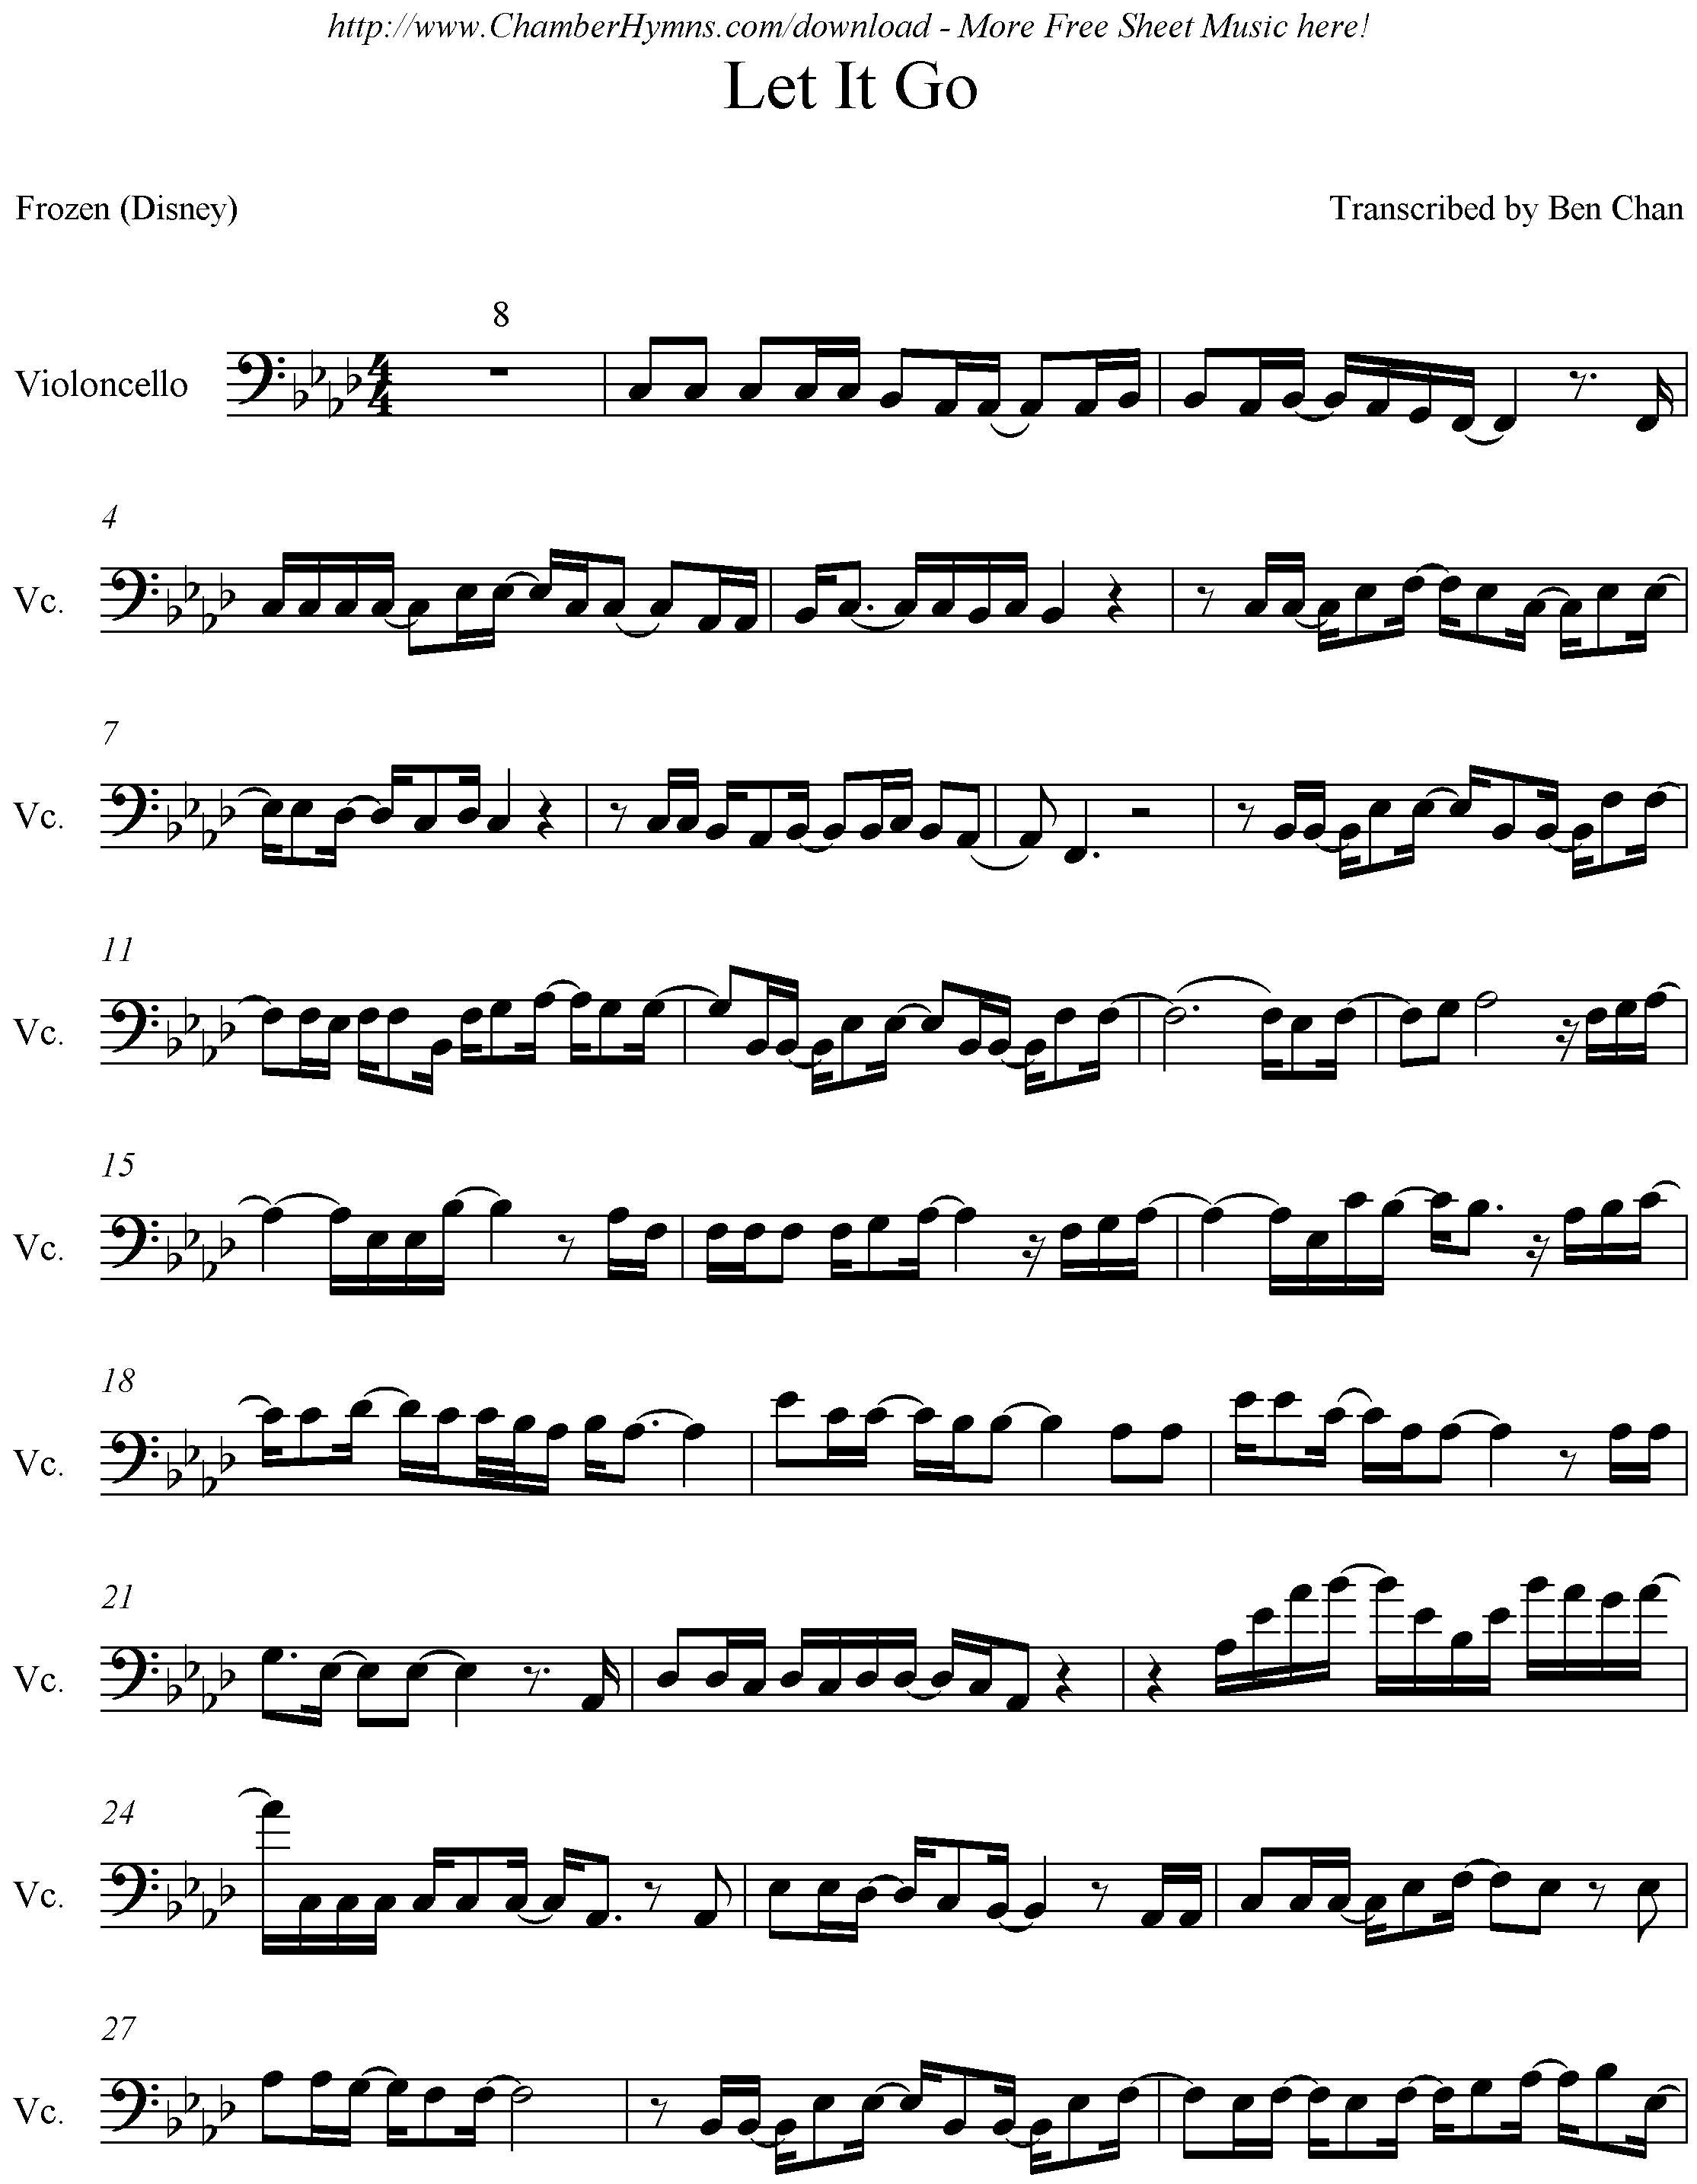 http://www.ChamberHymns.com/download - More Free Sheet Music here!
Let It Go
Frozen (Disney)
Transcribed by Ben Chan
8
Violoncello
4
4
4
Vc.
7
Vc.
11
Vc.
15
Vc.
18
Vc.
21
Vc.
24
Vc.
27
Vc.